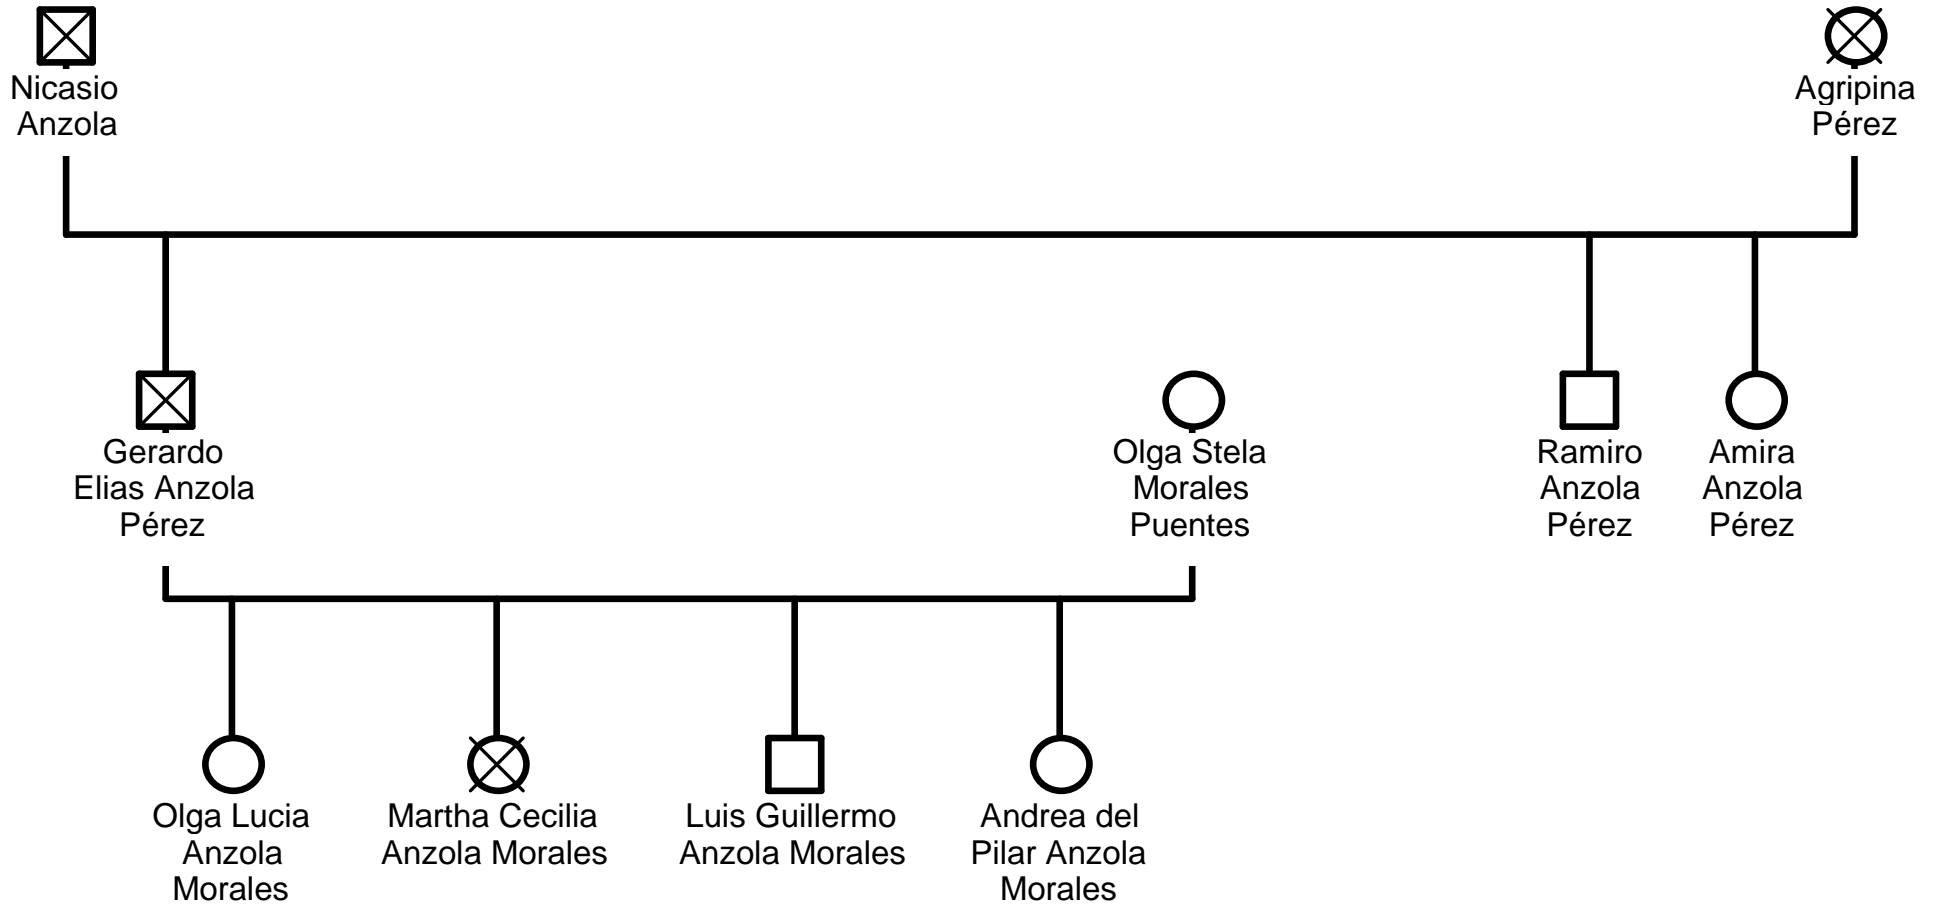 Nicasio
Anzola
Agripina
Pérez
Gerardo
Elias Anzola
Pérez
Olga Stela
Morales
Puentes
Ramiro
Anzola
Pérez
Amira
Anzola
Pérez
Olga Lucia
Anzola
Morales
Martha Cecilia
Anzola Morales
Luis Guillermo
Anzola Morales
Andrea del
Pilar Anzola
Morales